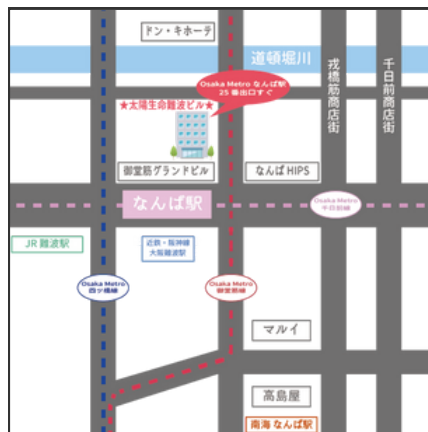 ドン・キホーテ
道頓堀川
戎橋筋商店街
千日前商店街
Osaka Metro なんば駅
25番出口すぐ
★太陽生命難波ビル★
御堂筋グランドビル
なんばHIPS
なんば駅
Osaka Metro
千日前線
JR難波駅
近鉄・阪神線
大阪難波駅
Osaka Metro
四ツ橋線
Osaka Metro
御堂筋線
マルイ
高島屋
南海 なんば駅